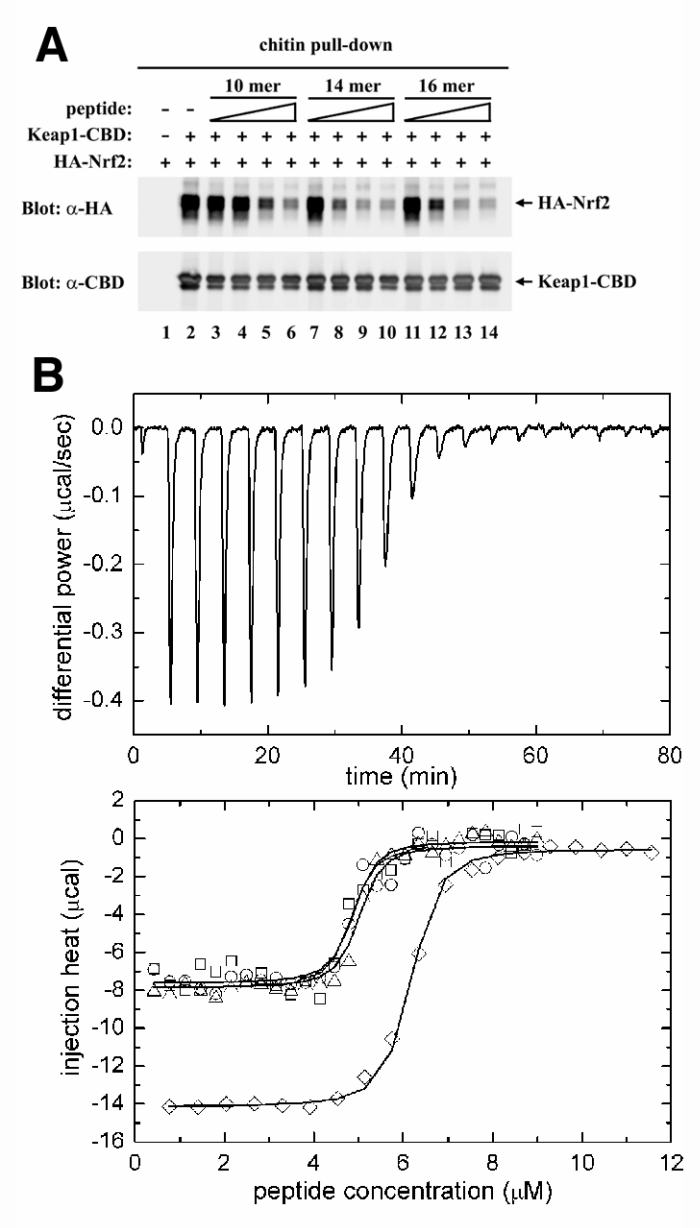 A
chitin pull-down
10 mer 14 mer 16 mer
peptide: - -
Keap1-CBD: - + + + + + + + + + + + + +
HA-Nrf2: + + + + + + + + + + + + + +
Blot: α-HA ← HA-Nrf2
Blot: α-CBD ← Keap1-CBD
1 2 3 4 5 6 7 8 9 10 11 12 13 14
B
differential power (μcal/sec)
0.0
-0.1
-0.2
-0.3
-0.4
0 20 40 60 80
time (min)
injection heat (μcal)
2
0
-2
-4
-6
-8
-10
-12
-14
-16
0 2 4 6 8 10 12
peptide concentration (μM)